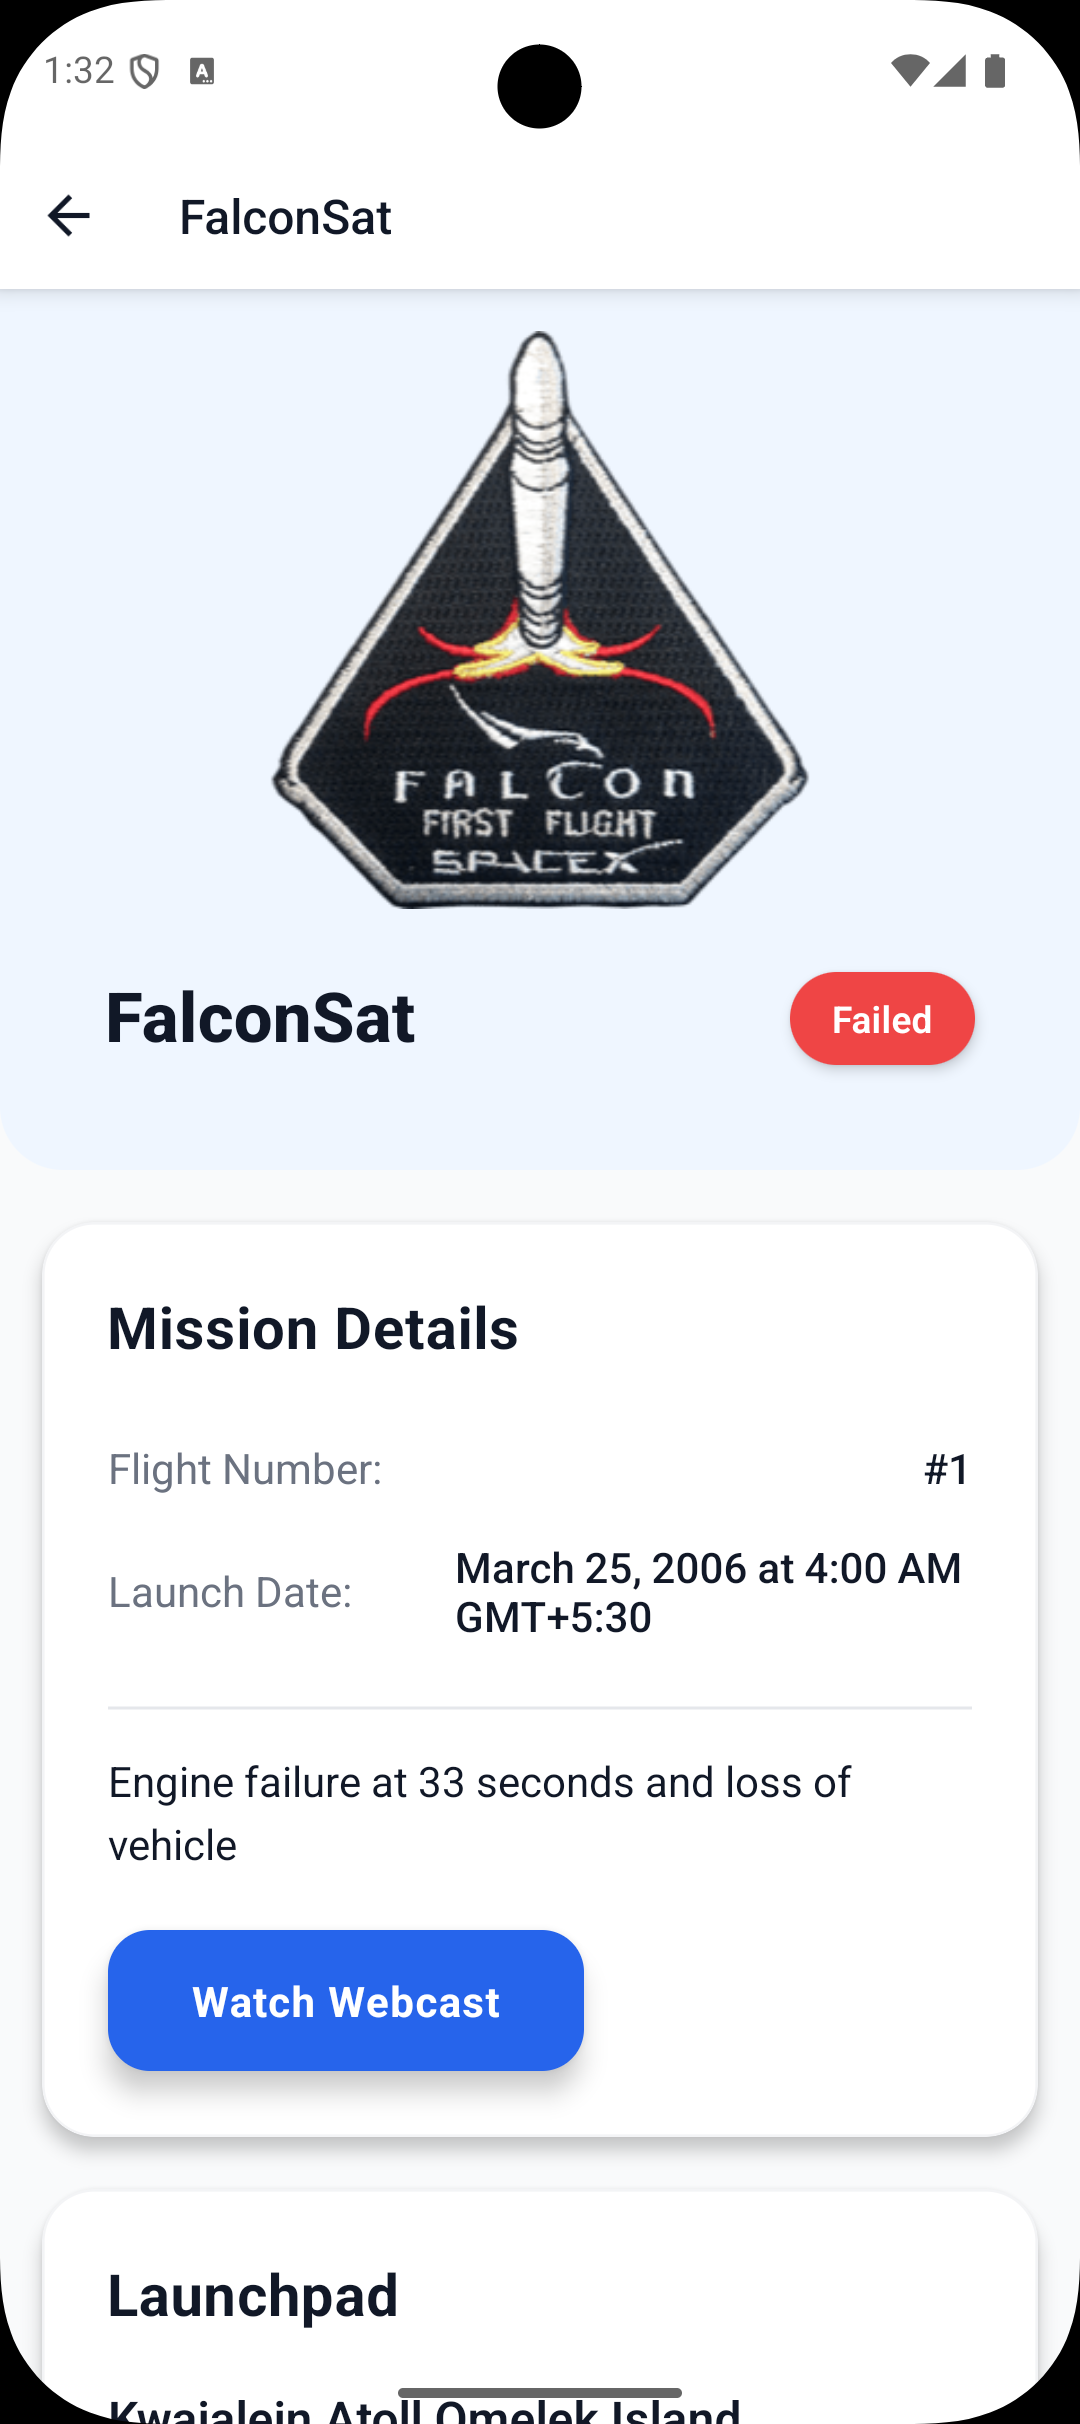 1:32
FalconSat
FALCON
FIRST FLIGHT
SPACEX
FalconSat
Failed
Mission Details
Flight Number:
#1
Launch Date:
March 25, 2006 at 4:00 AM
GMT+5:30
Engine failure at 33 seconds and loss of
vehicle
Watch Webcast
Launchpad
Kwajalein Atoll Omelek Island